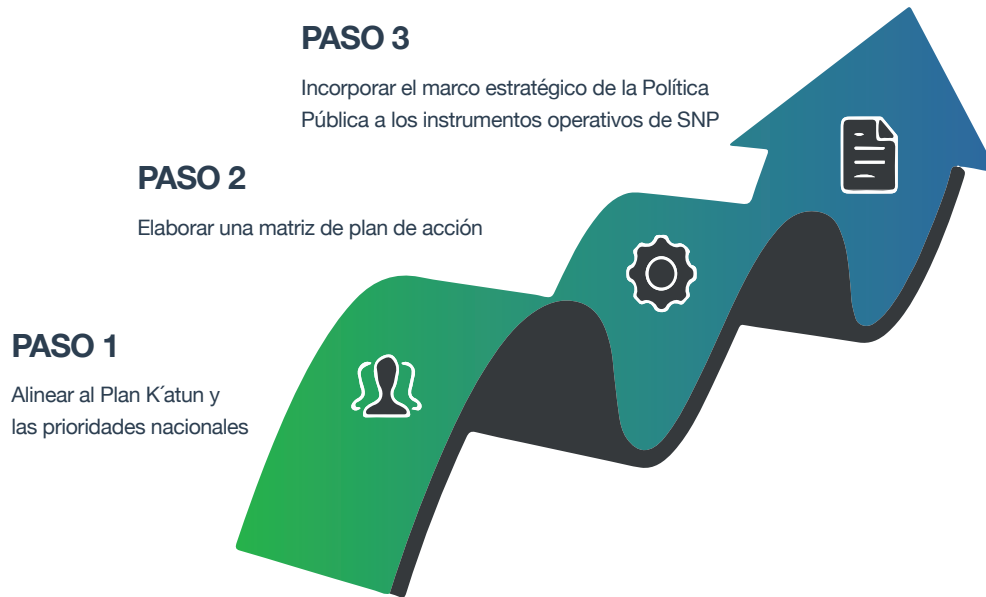 PASO 3
Incorporar el marco estratégico de la Política
Pública a los instrumentos operativos de SNP
PASO 2
Elaborar una matriz de plan de acción
PASO 1
Alinear al Plan K´atun y
las prioridades nacionales